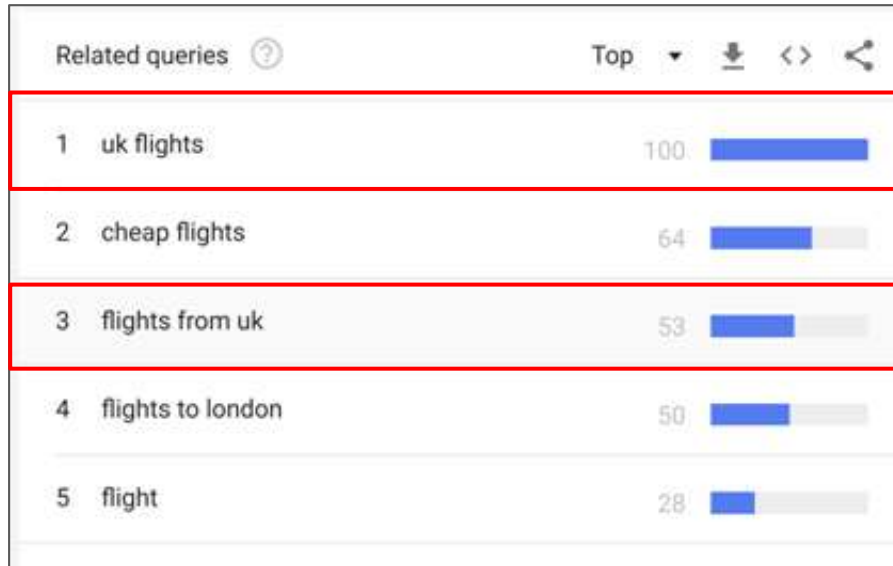 Related queries ? Top
1 uk flights 100
2 cheap flights 64
3 flights from uk 53
4 flights to london 50
5 flight 28